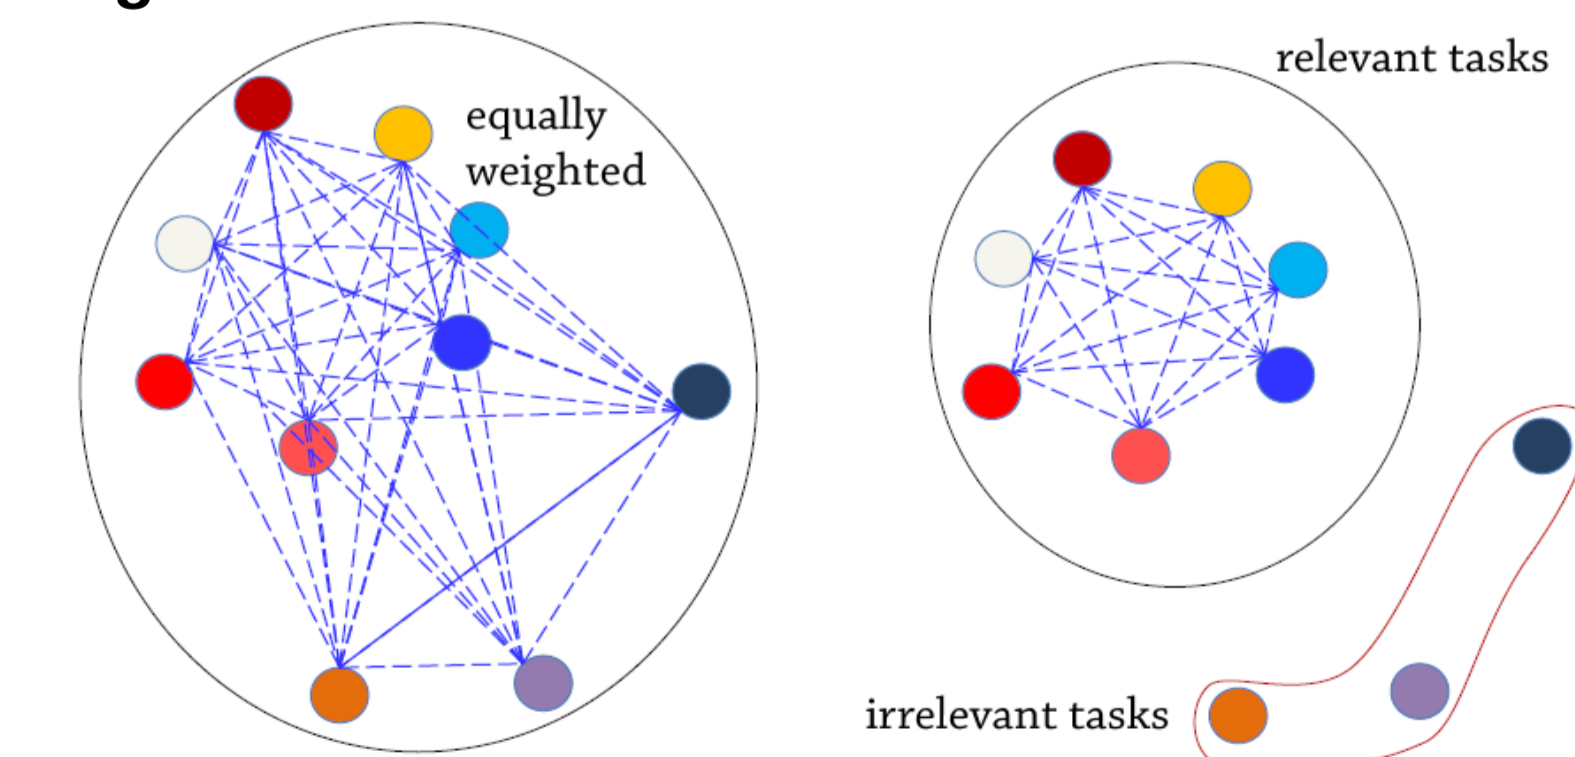 equally
weighted
relevant tasks
irrelevant tasks